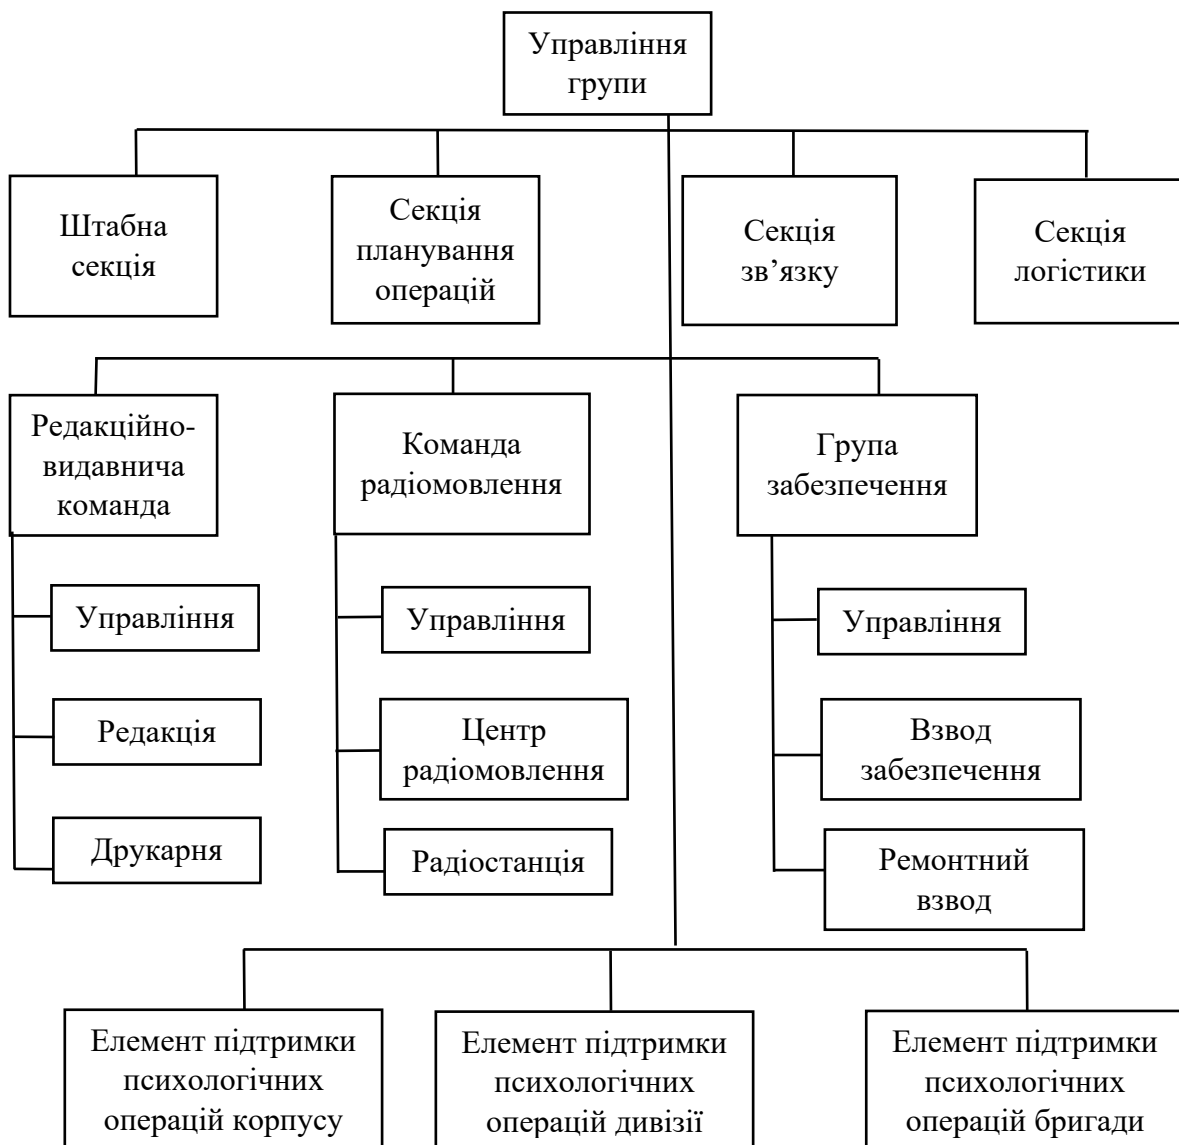 Управління
групи
Штабна
секція
Секція
планування
операцій
Секція
зв’язку
Секція
логістики
Редакційно-
видавнича
команда
Команда
радіомовлення
Група
забезпечення
Управління
Управління
Управління
Редакція
Центр
радіомовлення
Взвод
забезпечення
Друкарня
Радіостанція
Ремонтний
взвод
Елемент підтримки
психологічних
операцій корпусу
Елемент підтримки
психологічних
операцій дивізії
Елемент підтримки
психологічних
операцій бригади